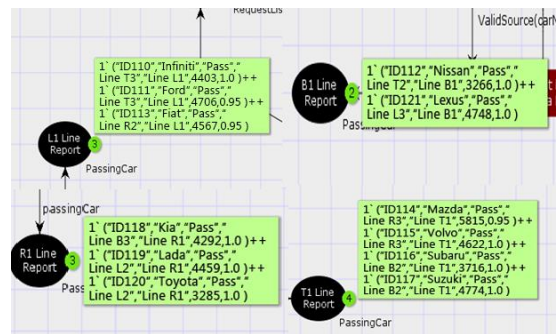 RequestLis
1`("ID110","Infiniti","Pass","
Line T3","Line L1",4403,1.0 )++
1`("ID111","Ford","Pass","
Line T3","Line L1",4706,0.95 )++
1`("ID113","Fiat","Pass","
Line R2","Line L1",4567,0.95 )
L1 Line
Report
3
PassingCar
ValidSource(car
1`("ID112","Nissan","Pass","
Line T2","Line B1",3266,1.0 )++
1`("ID121","Lexus","Pass","
Line L3","Line B1",4748,1.0 )
B1 Line
Report
2
Pas
passingCar
1`("ID118","Kia","Pass","
Line B3","Line R1",4292,1.0 )++
1`("ID119","Lada","Pass","
Line L2","Line R1",4459,1.0 )++
1`("ID120","Toyota","Pass","
Line L2","Line R1",3285,1.0 )
R1 Line
Report
3
Pass
1`("ID114","Mazda","Pass","
Line R3","Line T1",5815,0.95 )++
1`("ID115","Volvo","Pass","
Line R3","Line T1",4622,1.0 )++
1`("ID116","Subaru","Pass","
Line B2","Line T1",3716,1.0 )++
1`("ID117","Suzuki","Pass","
Line B2","Line T1",4774,1.0 )
T1 Line
Report
4
PassingCar